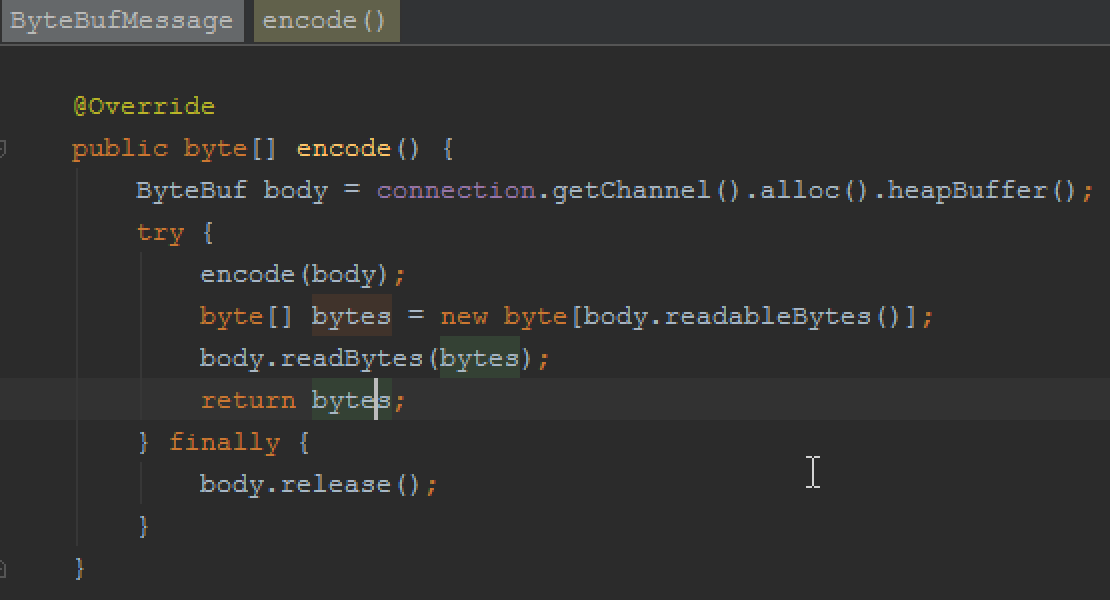 ByteBufMessage encode()
@Override
public byte[] encode() {
ByteBuf body = connection.getChannel().alloc().heapBuffer();
try {
encode(body);
byte[] bytes = new byte[body.readableBytes()];
body.readBytes(bytes);
return bytes;
} finally {
body.release();
}
}